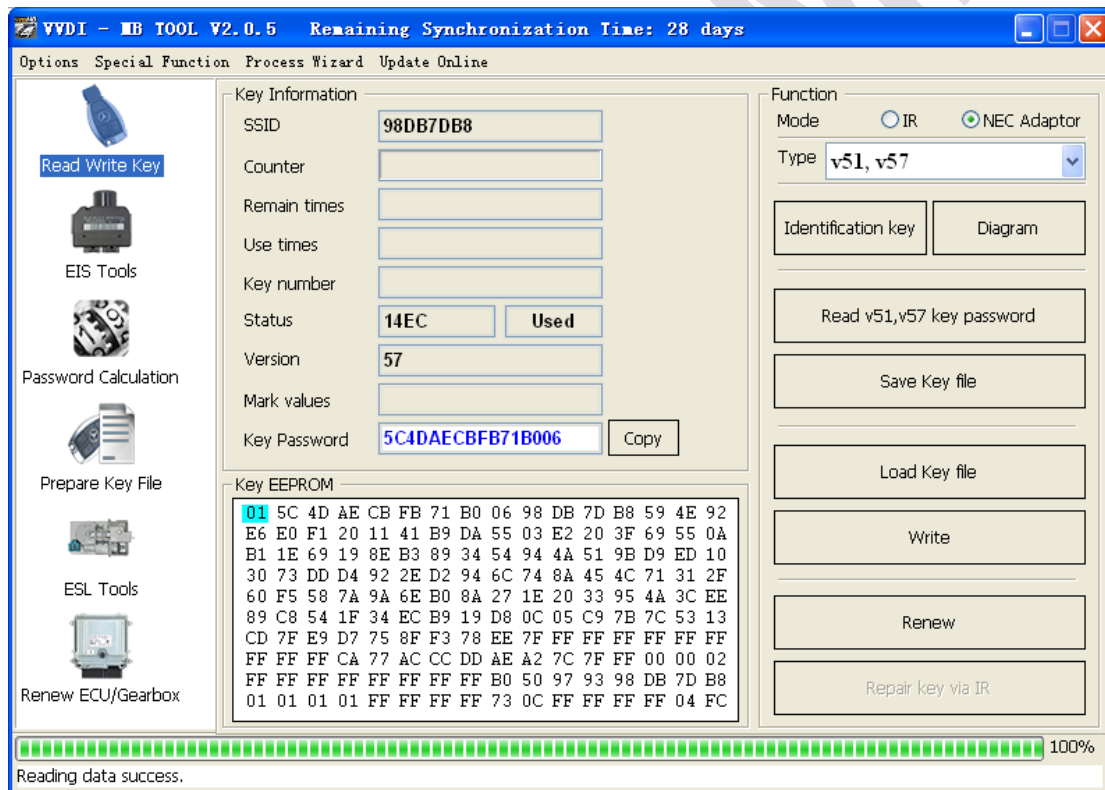 VVDI - MB TOOL V2.0.5 Remaining Synchronization Time: 28 days
Options Special Function Process Wizard Update Online
Read Write Key
EIS Tools
Password Calculation
Prepare Key File
ESL Tools
Renew ECU/Gearbox
Key Information
SSID 98DB7DB8
Counter
Remain times
Use times
Key number
Status 14EC Used
Version 57
Mark values
Key Password 5C4DAECBFB71B006 Copy
Key EEPROM
01 5C 4D AE CB FB 71 B0 06 98 DB 7D B8 59 4E 92
E6 E0 F1 20 11 41 B9 DA 55 03 E2 20 3F 69 55 0A
B1 1E 69 19 8E B3 89 34 54 94 4A 51 9B D9 ED 10
30 73 DD D4 92 2E D2 94 6C 74 8A 45 4C 71 31 2F
60 F5 58 7A 9A 6E B0 8A 27 1E 20 33 95 4A 3C EE
89 C8 54 1F 34 EC B9 19 D8 0C 05 C9 7B 7C 53 13
CD 7F E9 D7 75 8F F3 78 EE 7F FF FF FF FF FF FF
FF FF FF CA 77 AC CC DD AE A2 7C 7F FF 00 00 02
FF FF FF FF FF FF FF FF B0 50 97 93 98 DB 7D B8
01 01 01 01 FF FF FF FF 73 0C FF FF FF FF 04 FC
Function
Mode IR NEC Adaptor
Type v51, v57
Identification key Diagram
Read v51,v57 key password
Save Key file
Load Key file
Write
Renew
Repair key via IR
100%
Reading data success.